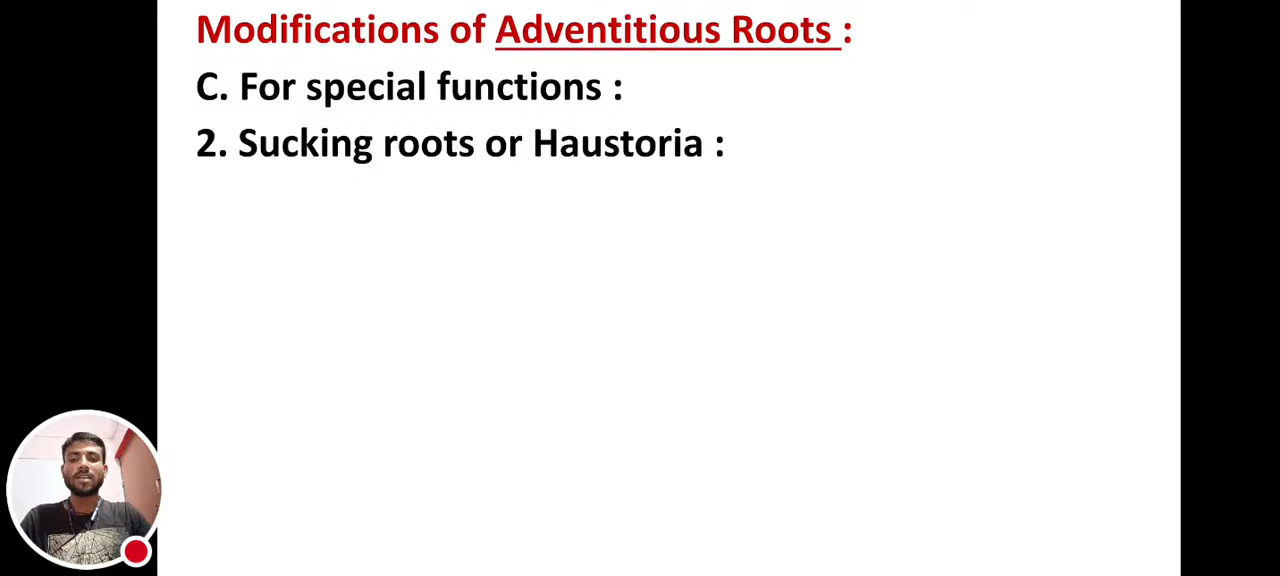 Modifications of Adventitious Roots :
C. For special functions :
2. Sucking roots or Haustoria :